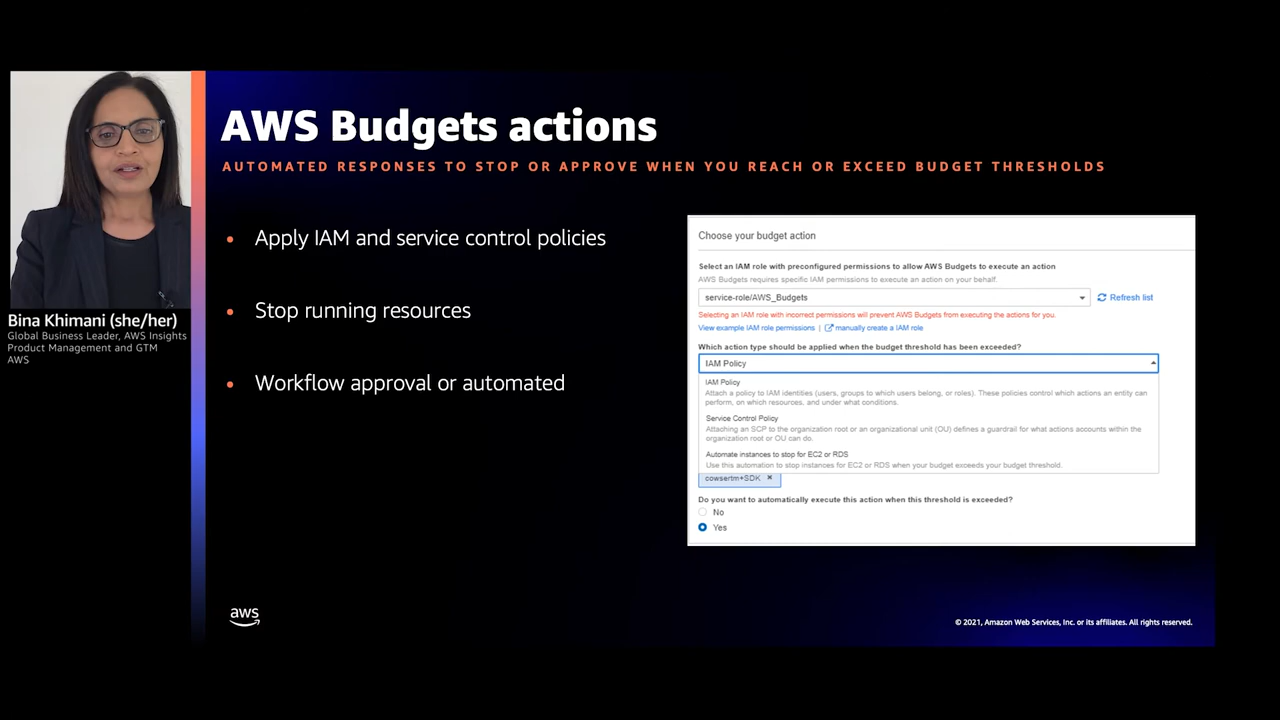 AWS Budgets actions
AUTOMATED RESPONSES TO STOP OR APPROVE WHEN YOU REACH OR EXCEED BUDGET THRESHOLDS
Bina Khimani (she/her)
Global Business Leader, AWS Insights
Product Management and GTM
AWS
• Apply IAM and service control policies
• Stop running resources
• Workflow approval or automated
Choose your budget action
Select an IAM role with preconfigured permissions to allow AWS Budgets to execute an action
AWS Budgets requires specific IAM permissions to execute an action on your behalf.
service-role/AWS_Budgets
Refresh list
Selecting an IAM role with incorrect permissions will prevent AWS Budgets from executing the actions for you.
View example IAM role permissions | manually create a IAM role
Which action type should be applied when the budget threshold has been exceeded?
IAM Policy
IAM Policy
Attach a policy to IAM identities (users, groups to which users belong, or roles). These policies control which actions an entity can
perform, on which resources, and under what conditions.
Service Control Policy
Attaching an SCP to the organization root or an organizational unit (OU) defines a guardrail for what actions accounts within the
organization root or OU can do.
Automate instances to stop for EC2 or RDS
Use this automation to stop instances for EC2 or RDS when your budget exceeds your budget threshold.
cowsertm+SDK ×
Do you want to automatically execute this action when this threshold is exceeded?
No
Yes
aws
© 2021, Amazon Web Services, Inc. or its affiliates. All rights reserved.